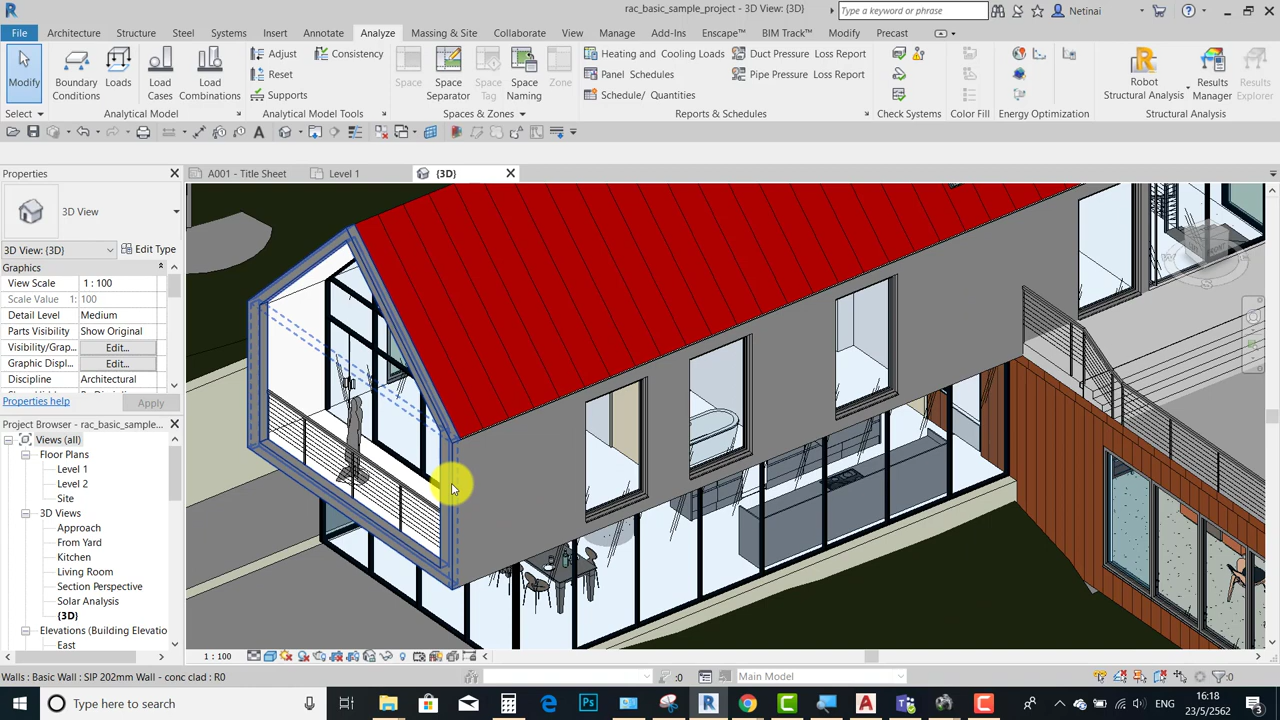 rac_basic_sample_project - 3D View: {3D}
Type a keyword or phrase
Netinai
File Architecture Structure Steel Systems Insert Annotate Analyze Massing & Site Collaborate View Manage Add-Ins Enscape™ BIM Track™ Modify Precast
Adjust Consistency
Reset
Supports
Modify
Boundary Conditions
Loads
Load Cases
Load Combinations
Space
Space Separator
Space Tag
Space Naming
Zone
Heating and Cooling Loads
Panel Schedules
Schedule/ Quantities
Duct Pressure Loss Report
Pipe Pressure Loss Report
Robot Structural Analysis
Results Manager
Results Explorer
Select Analytical Model Analytical Model Tools Spaces & Zones Reports & Schedules Check Systems Color Fill Energy Optimization Structural Analysis
Properties
A001 - Title Sheet Level 1 {3D}
3D View
3D View: {3D} Edit Type
Graphics
View Scale 1 : 100
Scale Value 1: 100
Detail Level Medium
Parts Visibility Show Original
Visibility/Grap... Edit...
Graphic Displ... Edit...
Discipline Architectural
Properties help Apply
Project Browser - rac_basic_sample...
Views (all)
Floor Plans
Level 1
Level 2
Site
3D Views
Approach
From Yard
Kitchen
Living Room
Section Perspective
Solar Analysis
{3D}
Elevations (Building Elevatio
East
1 : 100
Walls : Basic Wall : SIP 202mm Wall - conc clad : R0
:0 Main Model
:0
Type here to search
ENG
16:18
23/5/2562
3